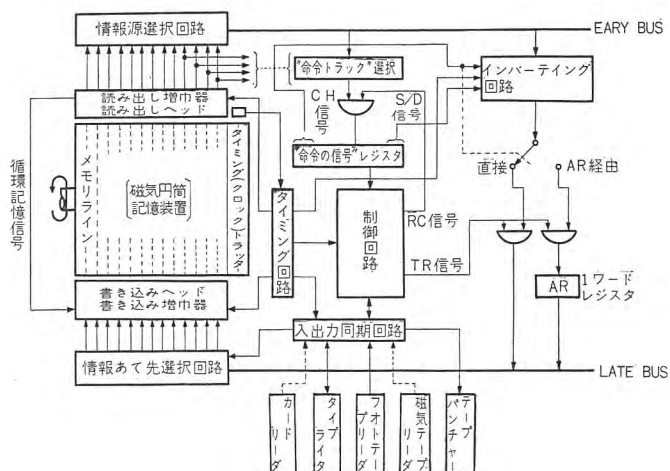 情報源選択回路
EARY BUS
"命令トラック"選択
インバーティング
回路
読み出し増巾器
読み出しヘッド
CH
信号
S/D
信号
"命令の信号"レジスタ
循環記憶信号
メモリライン
[磁気円筒
記憶装置]
タイミング(クロック)トラッタ
タイミング回路
制御回路
直接
AR経由
RC信号
TR信号
AR
1ワード
レジスタ
書き込みヘッド
書き込み増巾器
入出力同期回路
情報あて先選択回路
LATE BUS
カード
リーダ
タイプ
ライタ
フオトテー
プリーダ
磁気テープ
リーダ
テープ
パンチャ